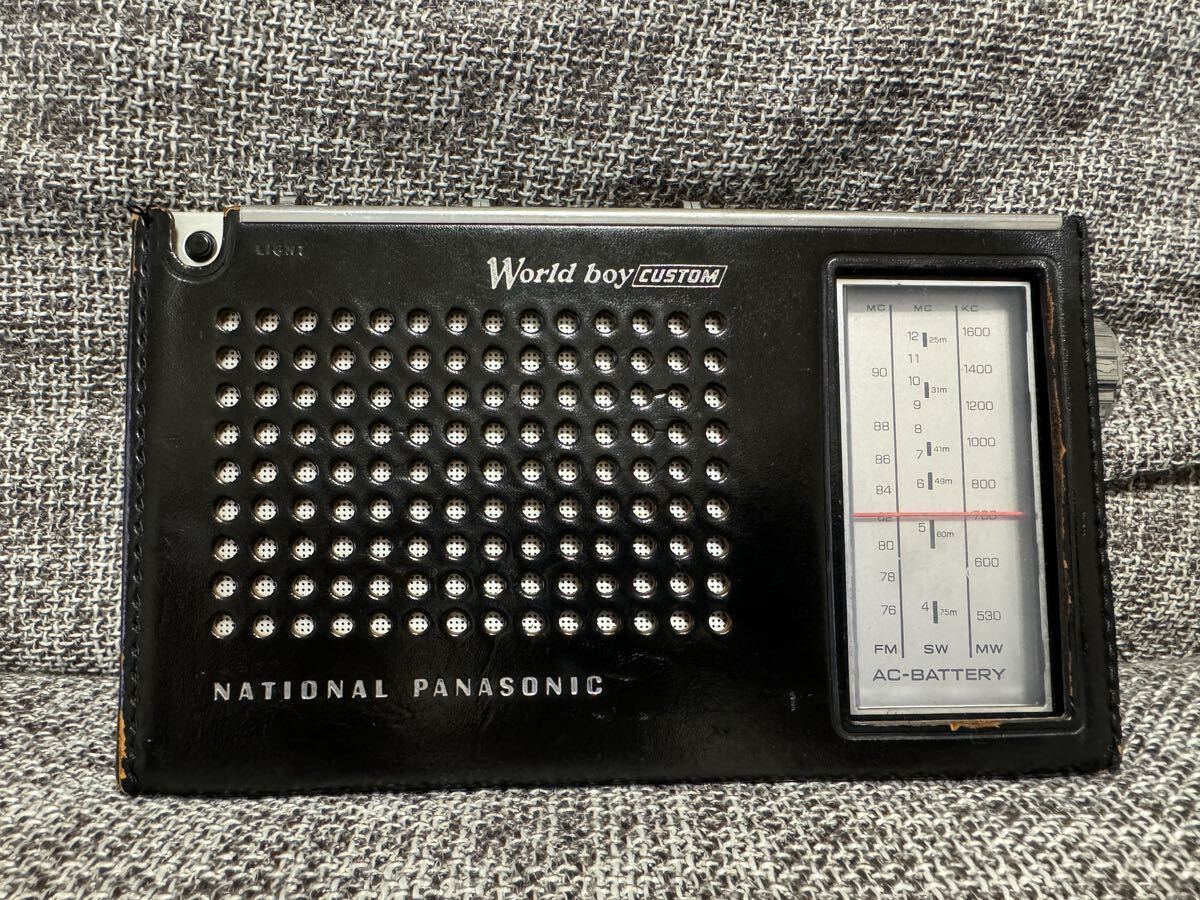 LIGHT
World boy CUSTOM
MC MC KC
12 25m 1600
11
90 10 31m 1400
9 1200
88 8
7 41m 1000
86
84 6 49m 800
82 700
5 60m
80 600
78
76 4 75m 530
FM SW MW
AC-BATTERY
NATIONAL PANASONIC